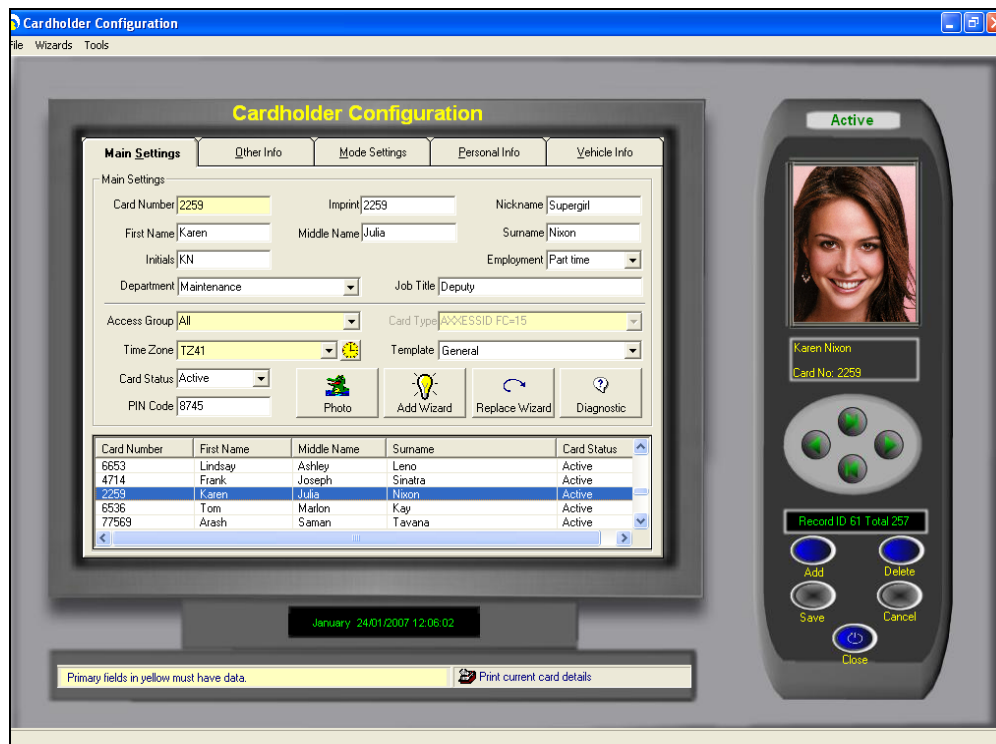 Cardholder Configuration
File Wizards Tools
Cardholder Configuration
Active
Main Settings Other Info Mode Settings Personal Info Vehicle Info
Main Settings
Card Number 2259 Imprint 2259 Nickname Supergirl
First Name Karen Middle Name Julia Surname Nixon
Initials KN Employment Part time
Department Maintenance Job Title Deputy
Access Group All Card Type AXXESSID FC=15
Time Zone TZ41 Template General
Card Status Active
PIN Code 8745
Photo Add Wizard Replace Wizard Diagnostic
Karen Nixon
Card No: 2259
Card Number First Name Middle Name Surname Card Status
6653 Lindsay Ashley Leno Active
4714 Frank Joseph Sinatra Active
2259 Karen Julia Nixon Active
6536 Tom Marlon Kay Active
77569 Arash Saman Tavana Active
Record ID 61 Total 257
Add Delete
Save Cancel
Close
January 24/01/2007 12:06:02
Primary fields in yellow must have data. Print current card details